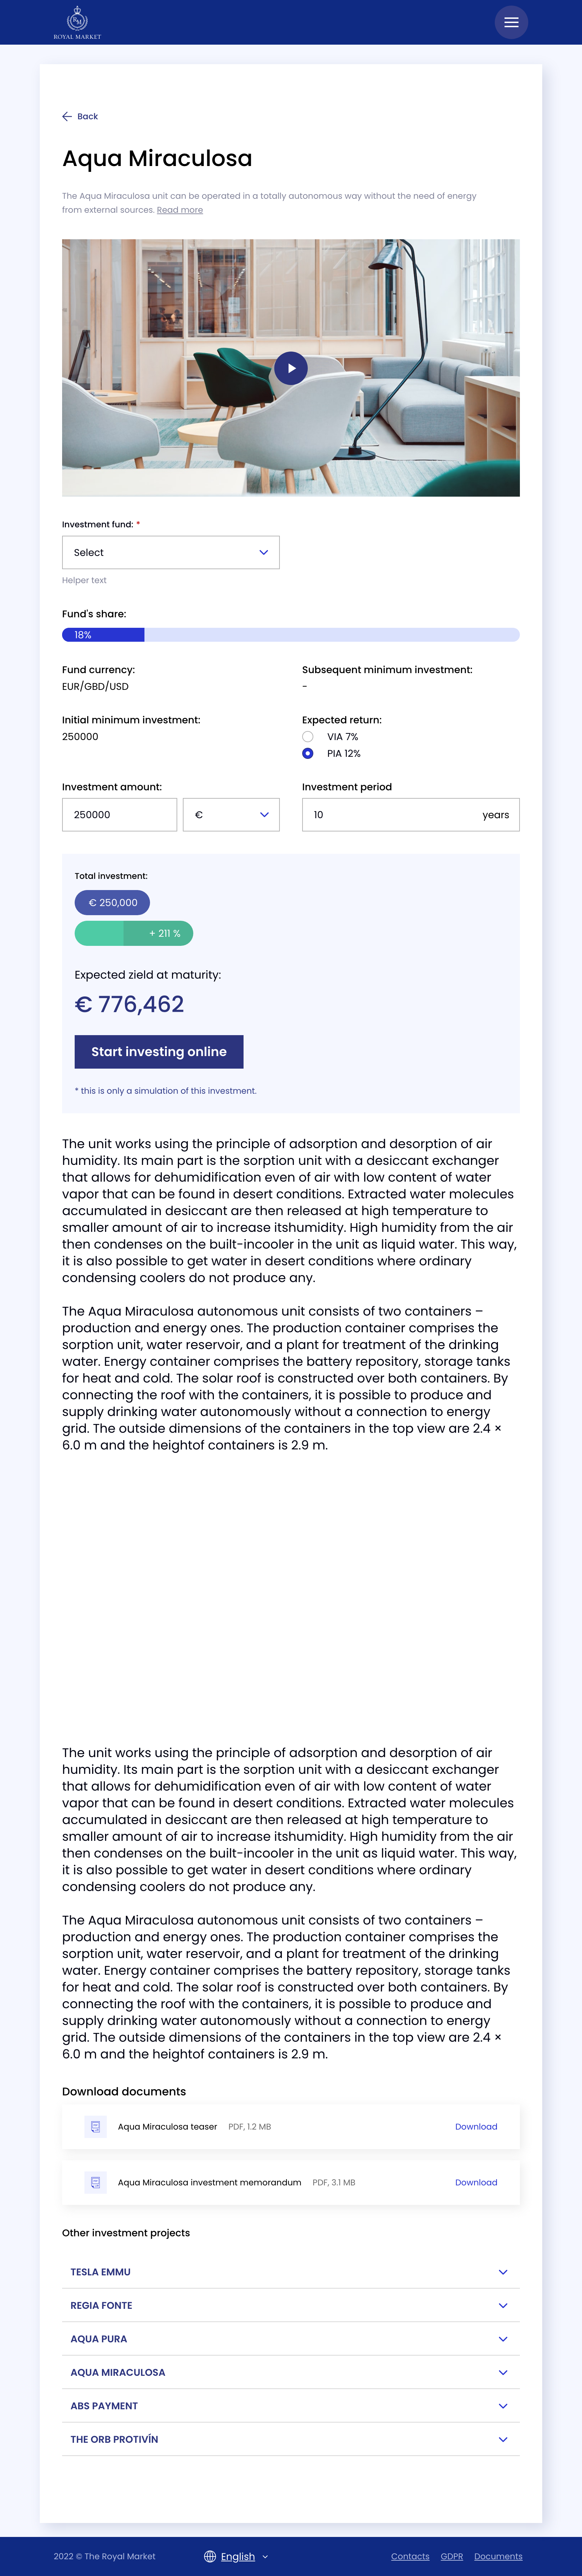 RM
ROYAL MARKET
Back
Aqua Miraculosa
The Aqua Miraculosa unit can be operated in a totally autonomous way without the need of energy
from external sources. Read more
Investment fund: *
Select
Helper text
Fund's share:
18%
Fund currency:
EUR/GBD/USD
Subsequent minimum investment:
-
Initial minimum investment:
250000
Expected return:
VIA 7%
PIA 12%
Investment amount:
250000
€
Investment period
10 years
Total investment:
€ 250,000
+ 211 %
Expected zield at maturity:
€ 776,462
Start investing online
* this is only a simulation of this investment.
The unit works using the principle of adsorption and desorption of air
humidity. Its main part is the sorption unit with a desiccant exchanger
that allows for dehumidification even of air with low content of water
vapor that can be found in desert conditions. Extracted water molecules
accumulated in desiccant are then released at high temperature to
smaller amount of air to increase itshumidity. High humidity from the air
then condenses on the built-incooler in the unit as liquid water. This way,
it is also possible to get water in desert conditions where ordinary
condensing coolers do not produce any.
The Aqua Miraculosa autonomous unit consists of two containers –
production and energy ones. The production container comprises the
sorption unit, water reservoir, and a plant for treatment of the drinking
water. Energy container comprises the battery repository, storage tanks
for heat and cold. The solar roof is constructed over both containers. By
connecting the roof with the containers, it is possible to produce and
supply drinking water autonomously without a connection to energy
grid. The outside dimensions of the containers in the top view are 2.4 ×
6.0 m and the heightof containers is 2.9 m.
The unit works using the principle of adsorption and desorption of air
humidity. Its main part is the sorption unit with a desiccant exchanger
that allows for dehumidification even of air with low content of water
vapor that can be found in desert conditions. Extracted water molecules
accumulated in desiccant are then released at high temperature to
smaller amount of air to increase itshumidity. High humidity from the air
then condenses on the built-incooler in the unit as liquid water. This way,
it is also possible to get water in desert conditions where ordinary
condensing coolers do not produce any.
The Aqua Miraculosa autonomous unit consists of two containers –
production and energy ones. The production container comprises the
sorption unit, water reservoir, and a plant for treatment of the drinking
water. Energy container comprises the battery repository, storage tanks
for heat and cold. The solar roof is constructed over both containers. By
connecting the roof with the containers, it is possible to produce and
supply drinking water autonomously without a connection to energy
grid. The outside dimensions of the containers in the top view are 2.4 ×
6.0 m and the heightof containers is 2.9 m.
Download documents
Aqua Miraculosa teaser PDF, 1.2 MB Download
Aqua Miraculosa investment memorandum PDF, 3.1 MB Download
Other investment projects
TESLA EMMU
REGIA FONTE
AQUA PURA
AQUA MIRACULOSA
ABS PAYMENT
THE ORB PROTIVÍN
2022 © The Royal Market English Contacts GDPR Documents